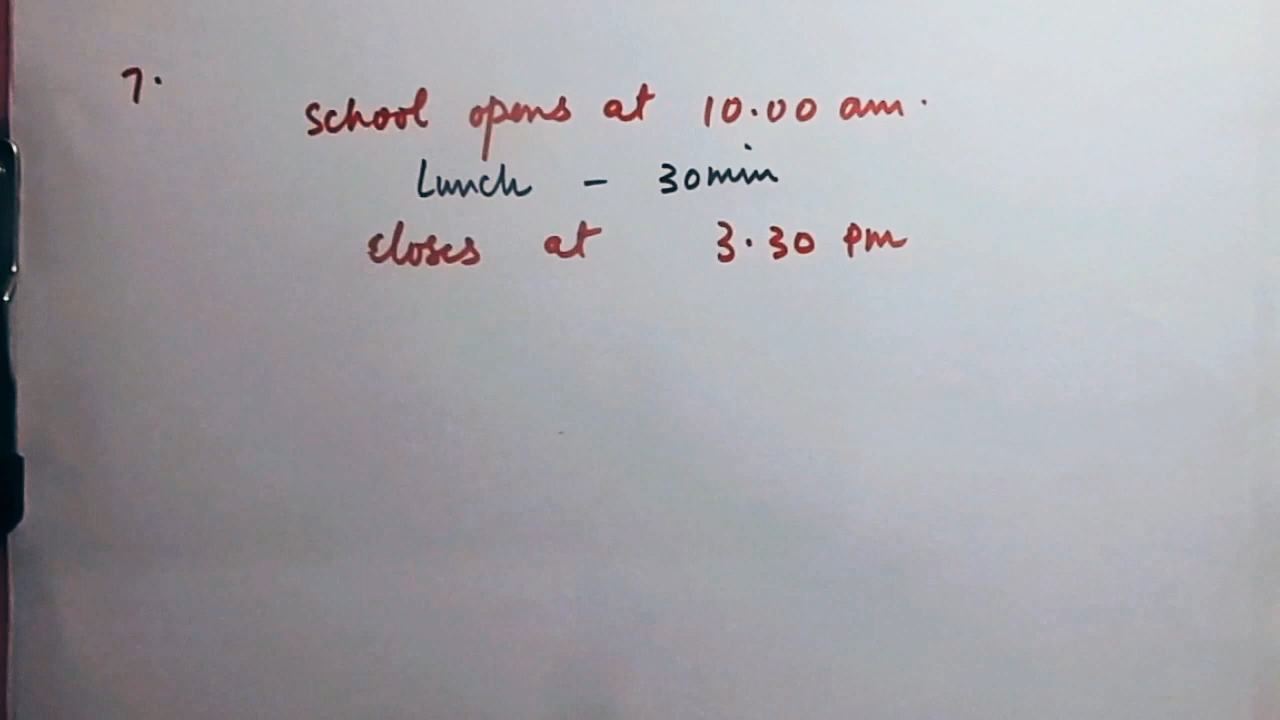 7.
School opens at 10.00 am.
Lunch - 30min
closes at 3.30 pm